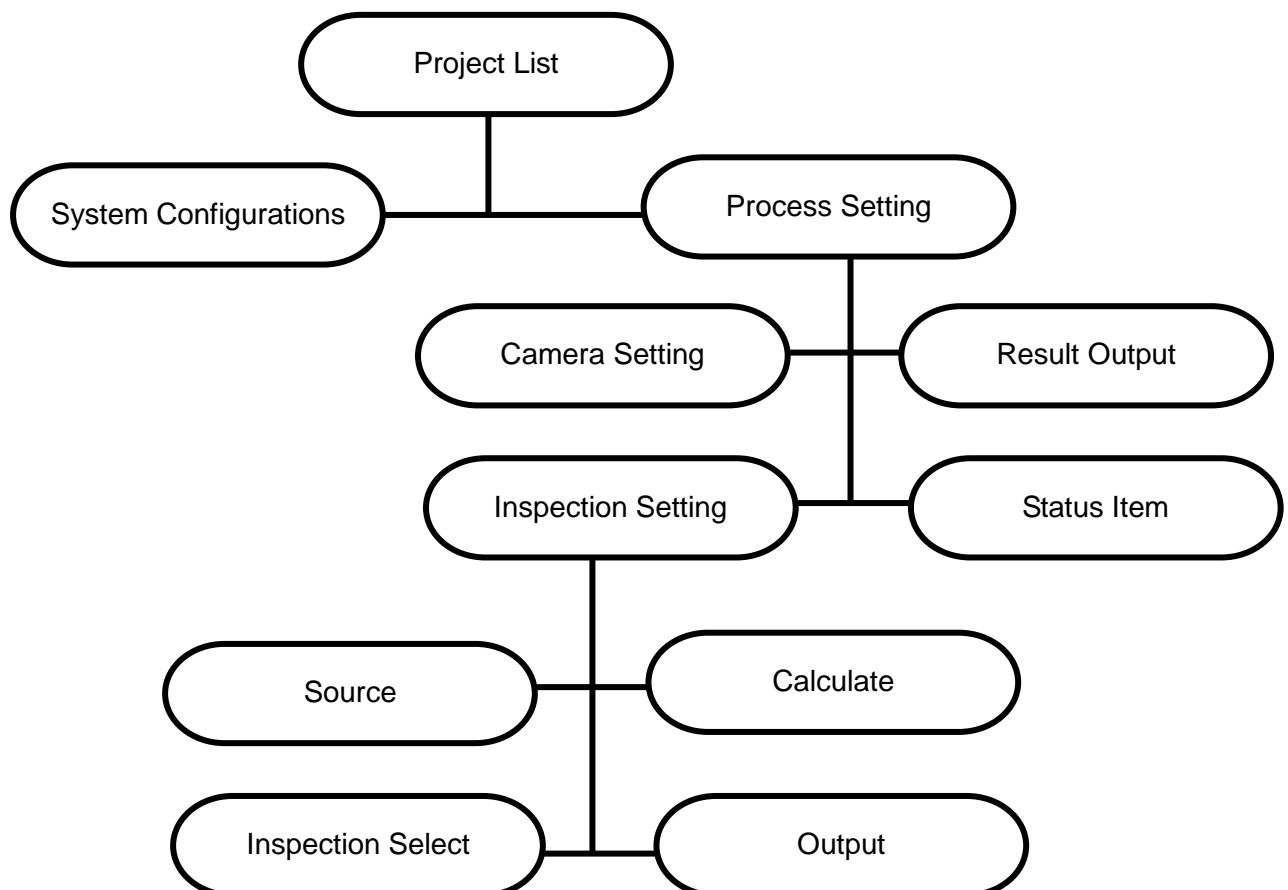 Project List
System Configurations
Process Setting
Camera Setting
Result Output
Inspection Setting
Status Item
Source
Calculate
Inspection Select
Output